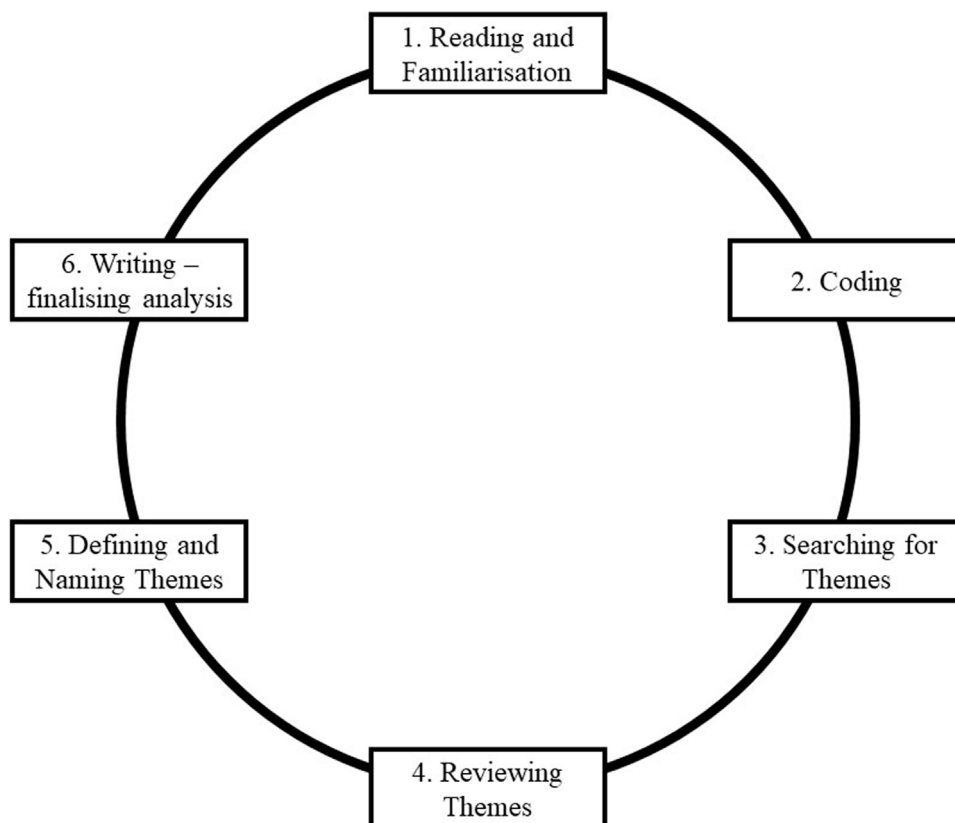 1. Reading and
Familiarisation
2. Coding
3. Searching for
Themes
4. Reviewing
Themes
5. Defining and
Naming Themes
6. Writing –
finalising analysis